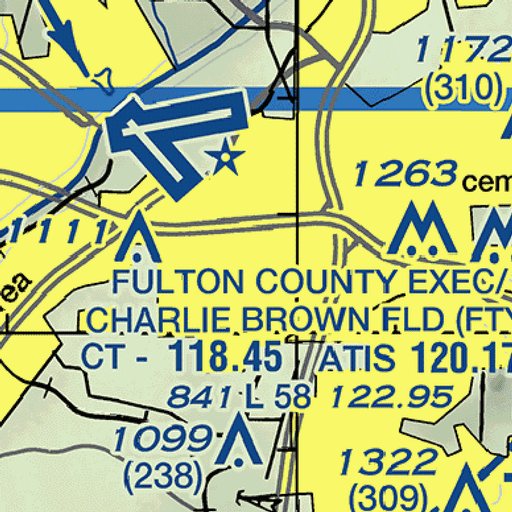 1172
(310)
1263 cem
1111
ea
FULTON COUNTY EXEC/
CHARLIE BROWN FLD (FTY
CT - 118.45 ATIS 120.17
841 L 58 122.95
1099
(238)
1322
(309)